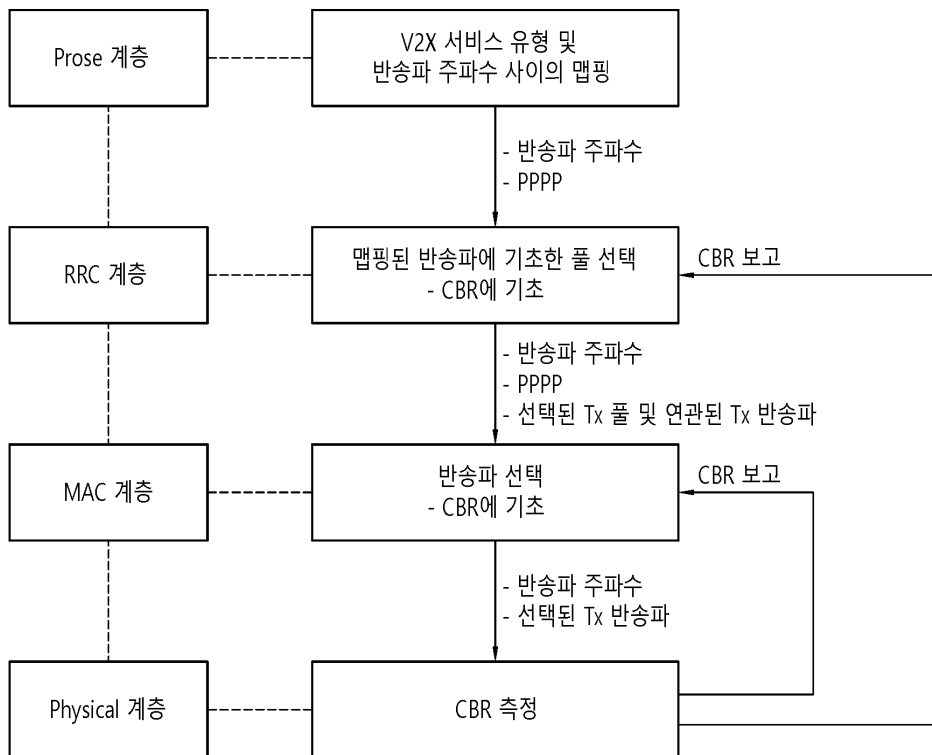 Prose 계층
V2X 서비스 유형 및
반송파 주파수 사이의 맵핑
- 반송파 주파수
- PPPP
RRC 계층
맵핑된 반송파에 기초한 풀 선택
- CBR에 기초
CBR 보고
- 반송파 주파수
- PPPP
- 선택된 Tx 풀 및 연관된 Tx 반송파
MAC 계층
반송파 선택
- CBR에 기초
CBR 보고
- 반송파 주파수
- 선택된 Tx 반송파
Physical 계층
CBR 측정